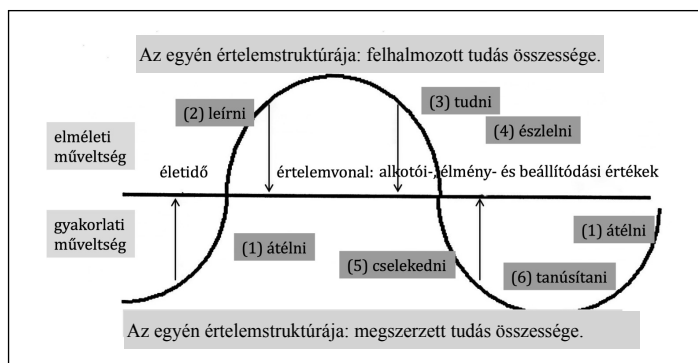 Az egyén értelemstruktúrája: felhalmozott tudás összessége.
(2) leírni
(3) tudni
(4) észlelni
elméleti
műveltség
életidő
értelemvonal: alkotói-, élmény- és beállítódási értékek
gyakorlati
műveltség
(1) átélni
(5) cselekedni
(1) átélni
(6) tanúsítani
Az egyén értelemstruktúrája: megszerzett tudás összessége.